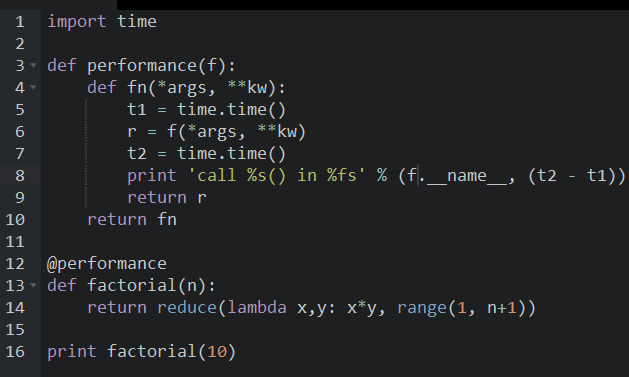 1 import time
2
3 def performance(f):
4     def fn(*args, **kw):
5         t1 = time.time()
6         r = f(*args, **kw)
7         t2 = time.time()
8         print 'call %s() in %fs' % (f.__name__, (t2 - t1))
9         return r
10     return fn
11
12 @performance
13 def factorial(n):
14     return reduce(lambda x,y: x*y, range(1, n+1))
15
16 print factorial(10)